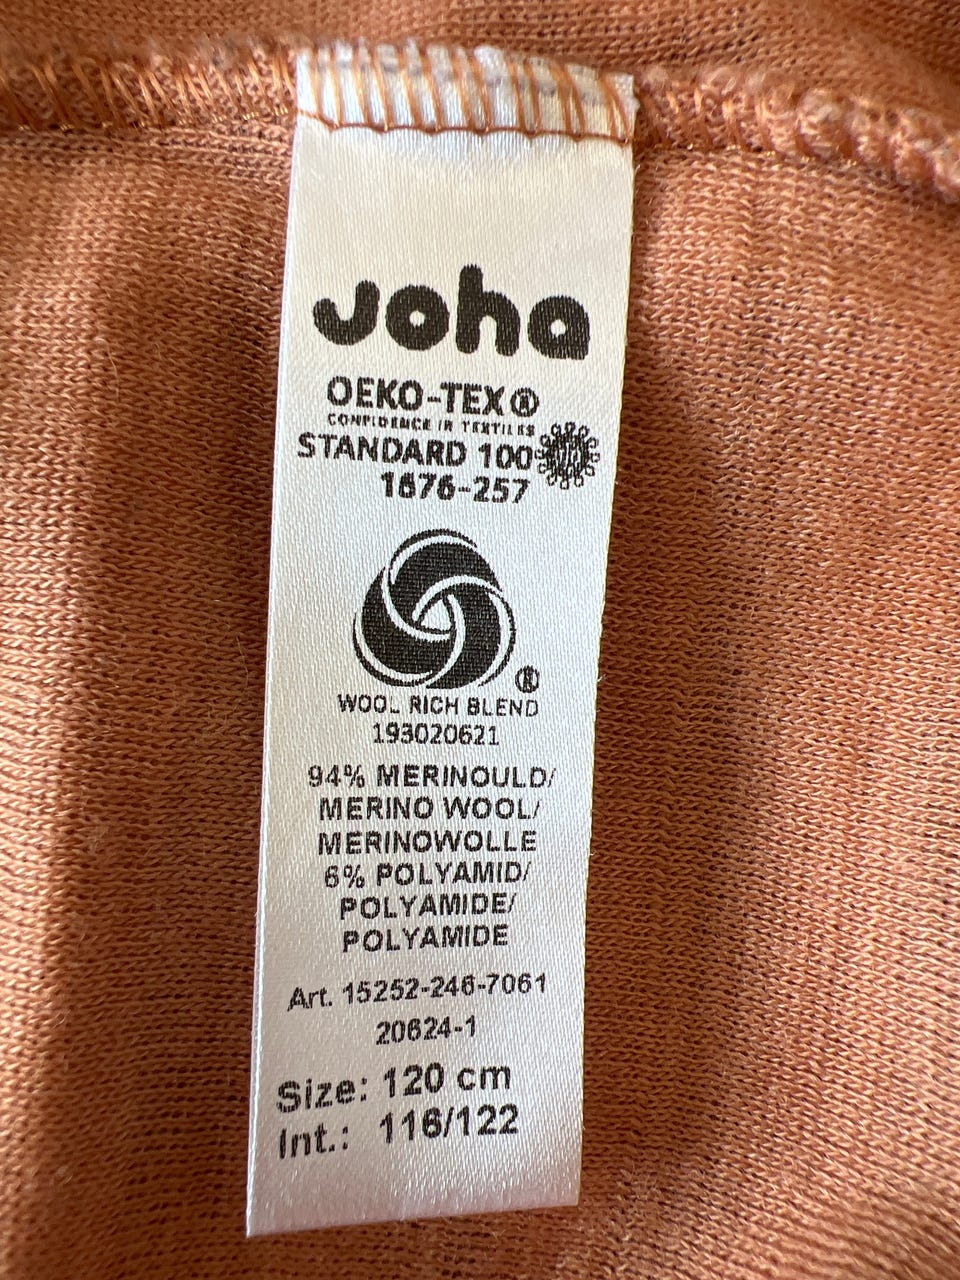 Joha
OEKO-TEX®
CONFIDENCE IN TEXTILES
STANDARD 100
1676-257
®
WOOL RICH BLEND
193020621
94% MERINOULD/
MERINO WOOL/
MERINOWOLLE
6% POLYAMID/
POLYAMIDE/
POLYAMIDE
Art. 15252-246-7061
20624-1
Size: 120 cm
Int.: 116/122